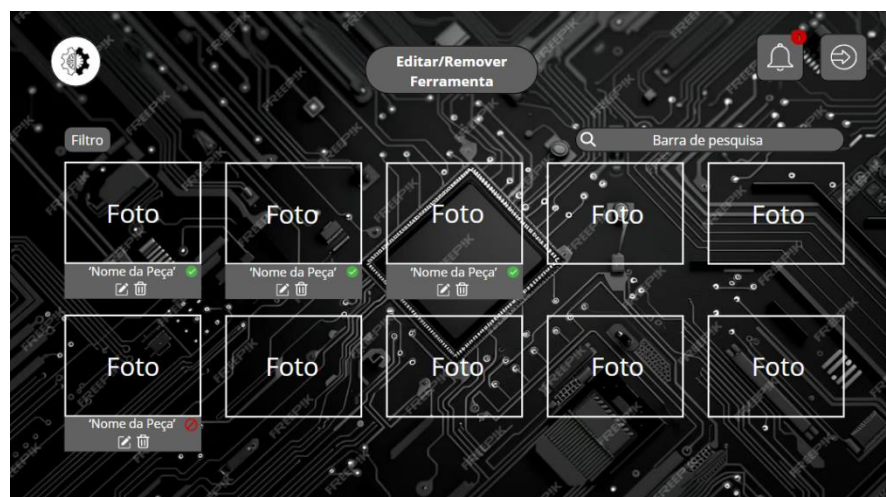 Editar/Remover
Ferramenta
Filtro
Barra de pesquisa
Foto
Foto
Foto
Foto
Foto
'Nome da Peça'
'Nome da Peça'
'Nome da Peça'
Foto
Foto
Foto
Foto
Foto
'Nome da Peça'
FREEPIK